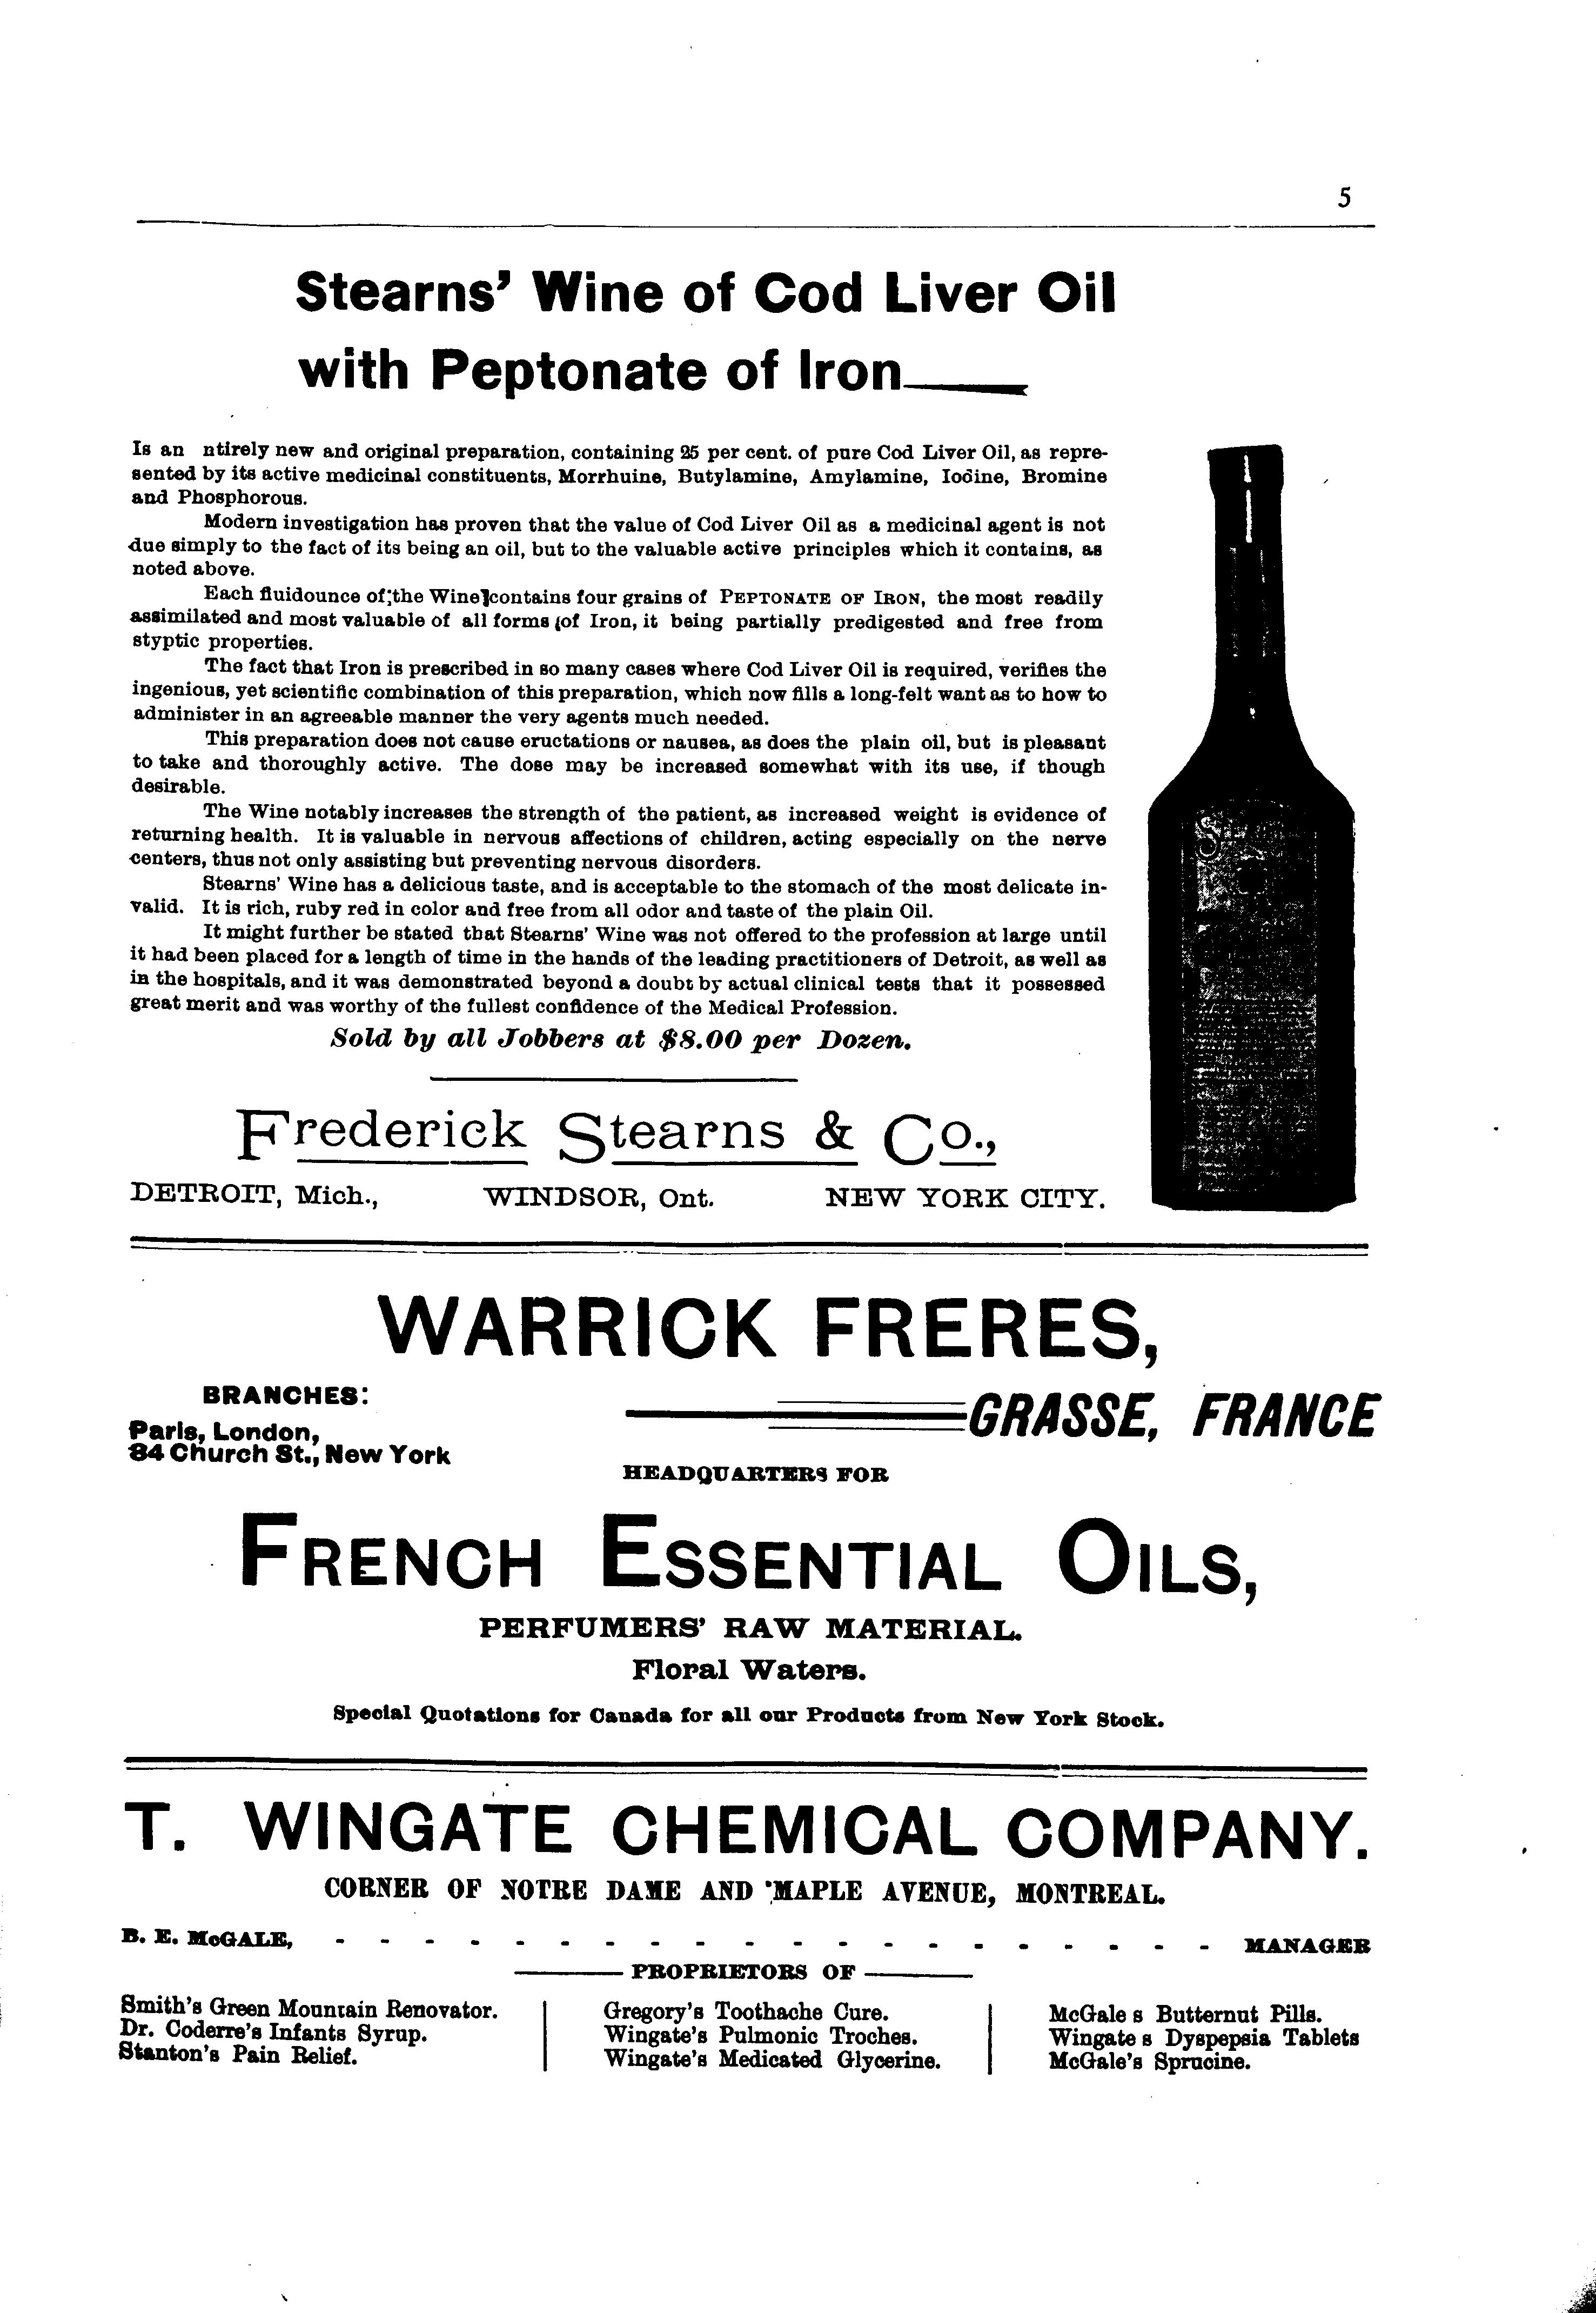 5
Stearns' Wine of Cod Liver Oil
with Peptonate of Iron
Is an ntirely new and original preparation, containing 25 per cent. of pure Cod Liver Oil, as repre-
sented by its active medicinal constituents, Morrhuine, Butylamine, Amylamine, Iodine, Bromine
and Phosphorous.
Modern investigation has proven that the value of Cod Liver Oil as a medicinal agent is not
due simply to the fact of its being an oil, but to the valuable active principles which it contains, as
noted above.
Each fluidounce of the Wine contains four grains of PEPTONATE OF IRON, the most readily
assimilated and most valuable of all forms of Iron, it being partially predigested and free from
styptic properties.
The fact that Iron is prescribed in so many cases where Cod Liver Oil is required, verifies the
ingenious, yet scientific combination of this preparation, which now fills a long-felt want as to how to
administer in an agreeable manner the very agents much needed.
This preparation does not cause eructations or nausea, as does the plain oil, but is pleasant
to take and thoroughly active. The dose may be increased somewhat with its use, if though
desirable.
The Wine notably increases the strength of the patient, as increased weight is evidence of
returning health. It is valuable in nervous affections of children, acting especially on the nerve
centers, thus not only assisting but preventing nervous disorders.
Stearns' Wine has a delicious taste, and is acceptable to the stomach of the most delicate in-
valid. It is rich, ruby red in color and free from all odor and taste of the plain Oil.
It might further be stated that Stearns' Wine was not offered to the profession at large until
it had been placed for a length of time in the hands of the leading practitioners of Detroit, as well as
in the hospitals, and it was demonstrated beyond a doubt by actual clinical tests that it possessed
great merit and was worthy of the fullest confidence of the Medical Profession.
Sold by all Jobbers at $8.00 per Dozen.
Frederick Stearns & Co.,
DETROIT, Mich., WINDSOR, Ont. NEW YORK CITY.
WARRICK FRERES,
BRANCHES:
Paris, London,
84 Church St., New York
GRASSE, FRANCE
HEADQUARTERS FOR
FRENCH ESSENTIAL OILS,
PERFUMERS' RAW MATERIAL.
Floral Waters.
Special Quotations for Canada for all our Products from New York Stock.
T. WINGATE CHEMICAL COMPANY.
CORNER OF NOTRE DAME AND MAPLE AVENUE, MONTREAL.
B. E. McGALE, - - - - - - - - - - - - - - - - - - - - MANAGER
PROPRIETORS OF
Smith's Green Mountain Renovator.
Dr. Coderre's Infants Syrup.
Stanton's Pain Relief.
Gregory's Toothache Cure.
Wingate's Pulmonic Troches.
Wingate's Medicated Glycerine.
McGale s Butternut Pills.
Wingate s Dyspepsia Tablets
McGale's Sprucine.